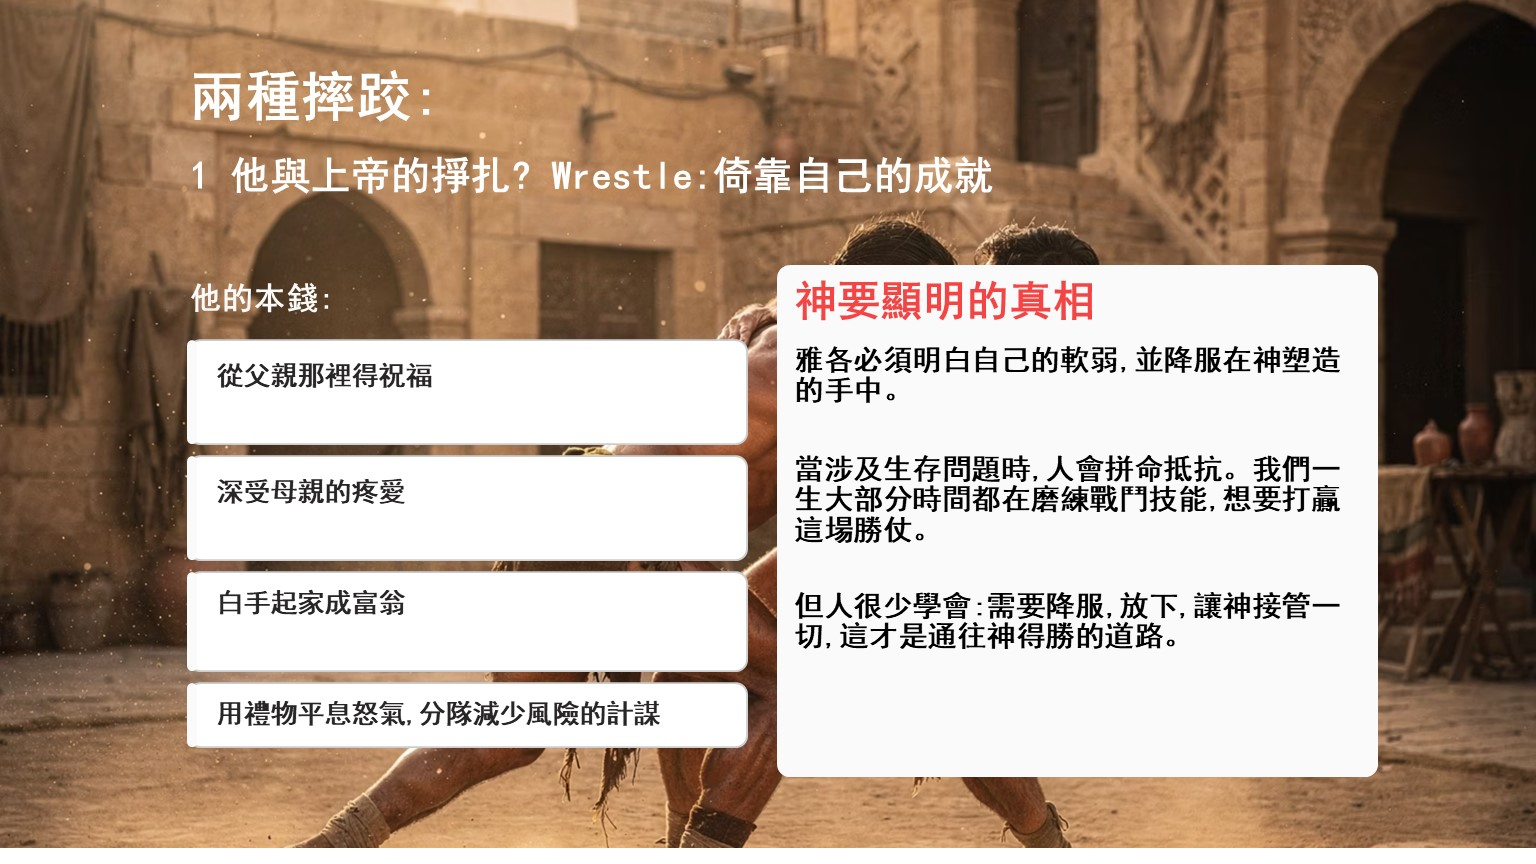 兩種摔跤:
1 他與上帝的掙扎? Wrestle:倚靠自己的成就
他的本錢:
從父親那裡得祝福
深受母親的疼愛
白手起家成富翁
用禮物平息怒氣,分隊減少風險的計謀
神要顯明的真相
雅各必須明白自己的軟弱,並降服在神塑造
的手中。
當涉及生存問題時,人會拼命抵抗。我們一
生大部分時間都在磨練戰鬥技能,想要打贏
這場勝仗。
但人很少學會:需要降服,放下,讓神接管一
切,這才是通往神得勝的道路。